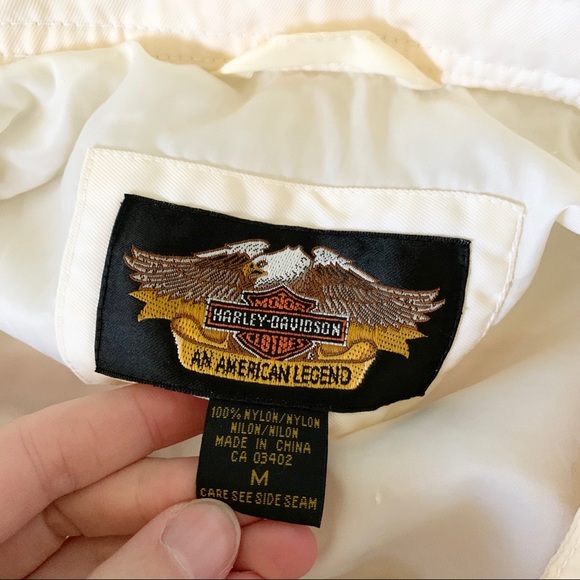 MOTOR
HARLEY-DAVIDSON
CLOTHES
AN AMERICAN LEGEND
100% NYLON/NYLON
NILON/NILON
MADE IN CHINA
CA 03402
M
CARE SEE SIDE SEAM